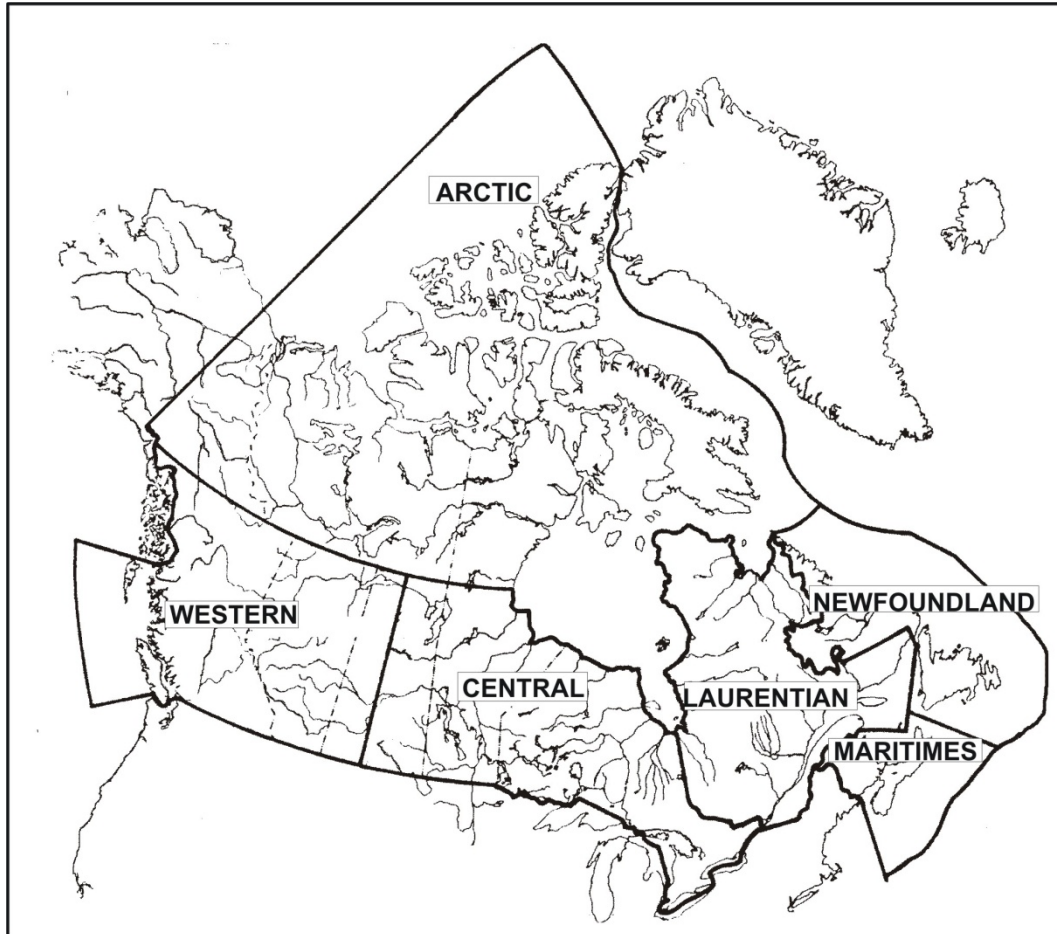 ARCTIC
WESTERN
NEWFOUNDLAND
CENTRAL
LAURENTIAN
MARITIMES